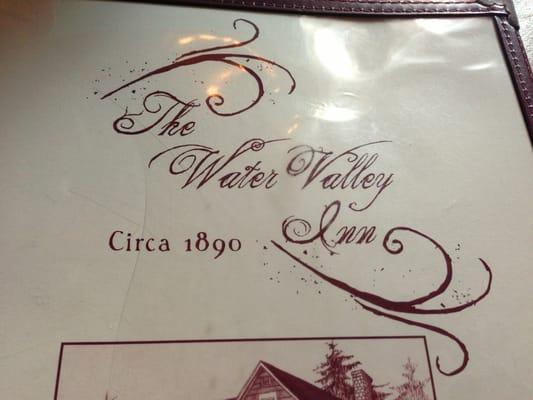 The
Water Valley
Inn
Circa 1890